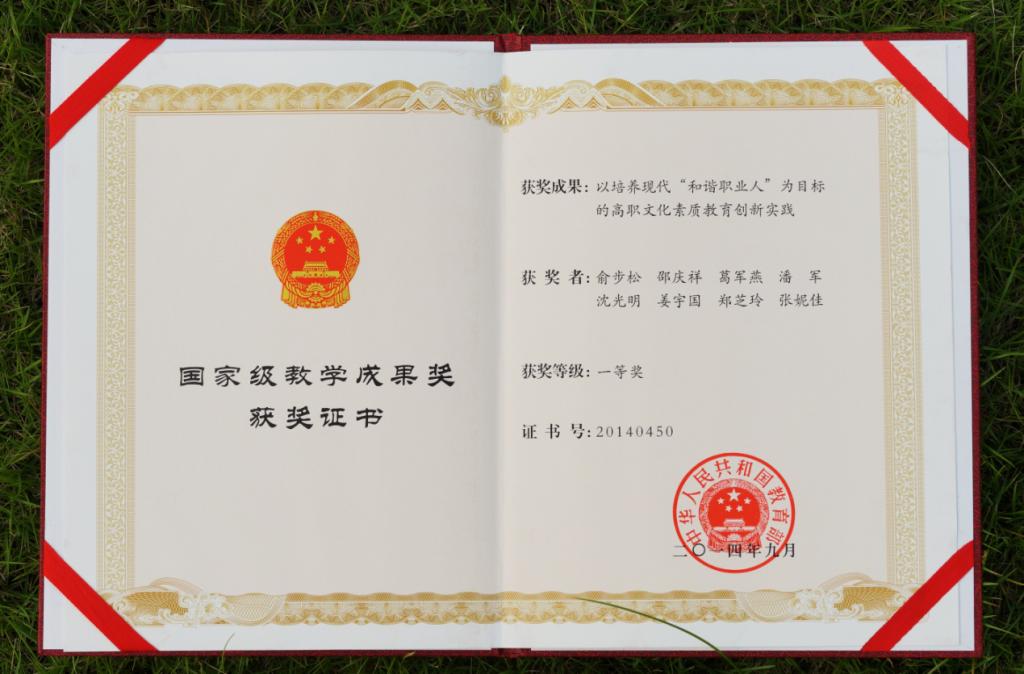 国家级教学成果奖
获奖证书
获奖成果：以培养现代“和谐职业人”为目标
的高职文化素质教育创新实践
获奖者：俞步松 邵庆祥 葛军燕 潘军
沈光明 姜宇国 郑芝玲 张妮佳
获奖等级：一等奖
证书号：20140450
中华人民共和国教育部
二〇一四年九月